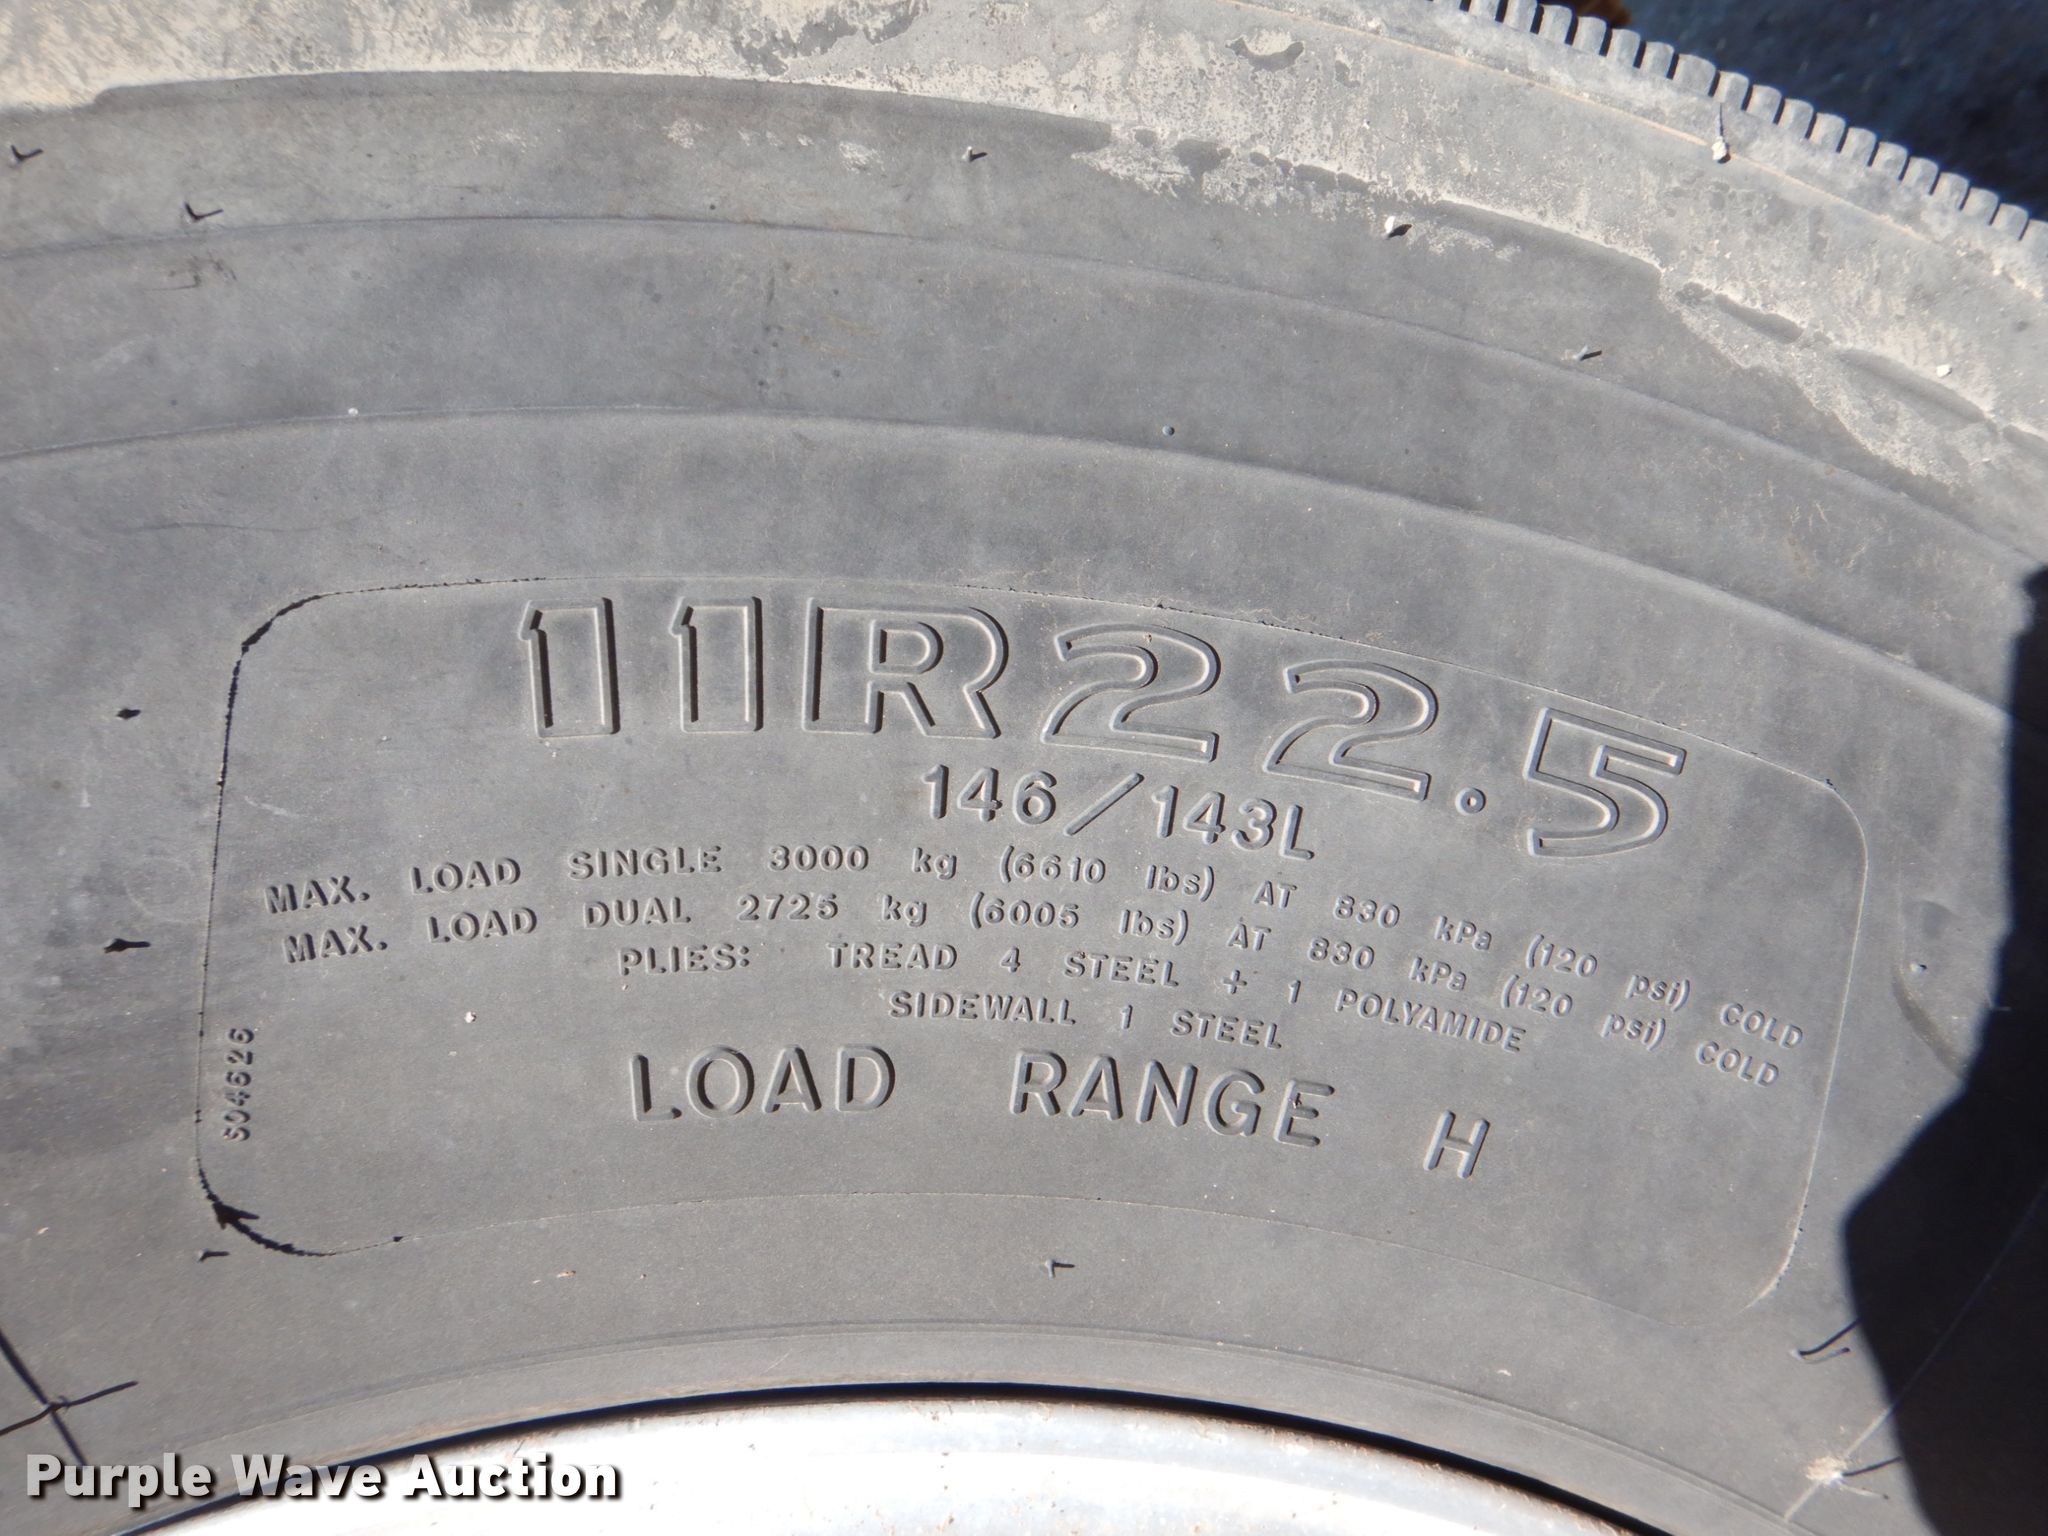 11R22.5
146/143L
MAX. LOAD SINGLE 3000 kg (6610 lbs) AT 830 kPa (120 psi) COLD
MAX. LOAD DUAL 2725 kg (6005 lbs) AT 830 kPa (120 psi) COLD
PLIES: TREAD 4 STEEL + 1 POLYAMIDE
SIDEWALL 1 STEEL
LOAD RANGE H
504626
Purple Wave Auction